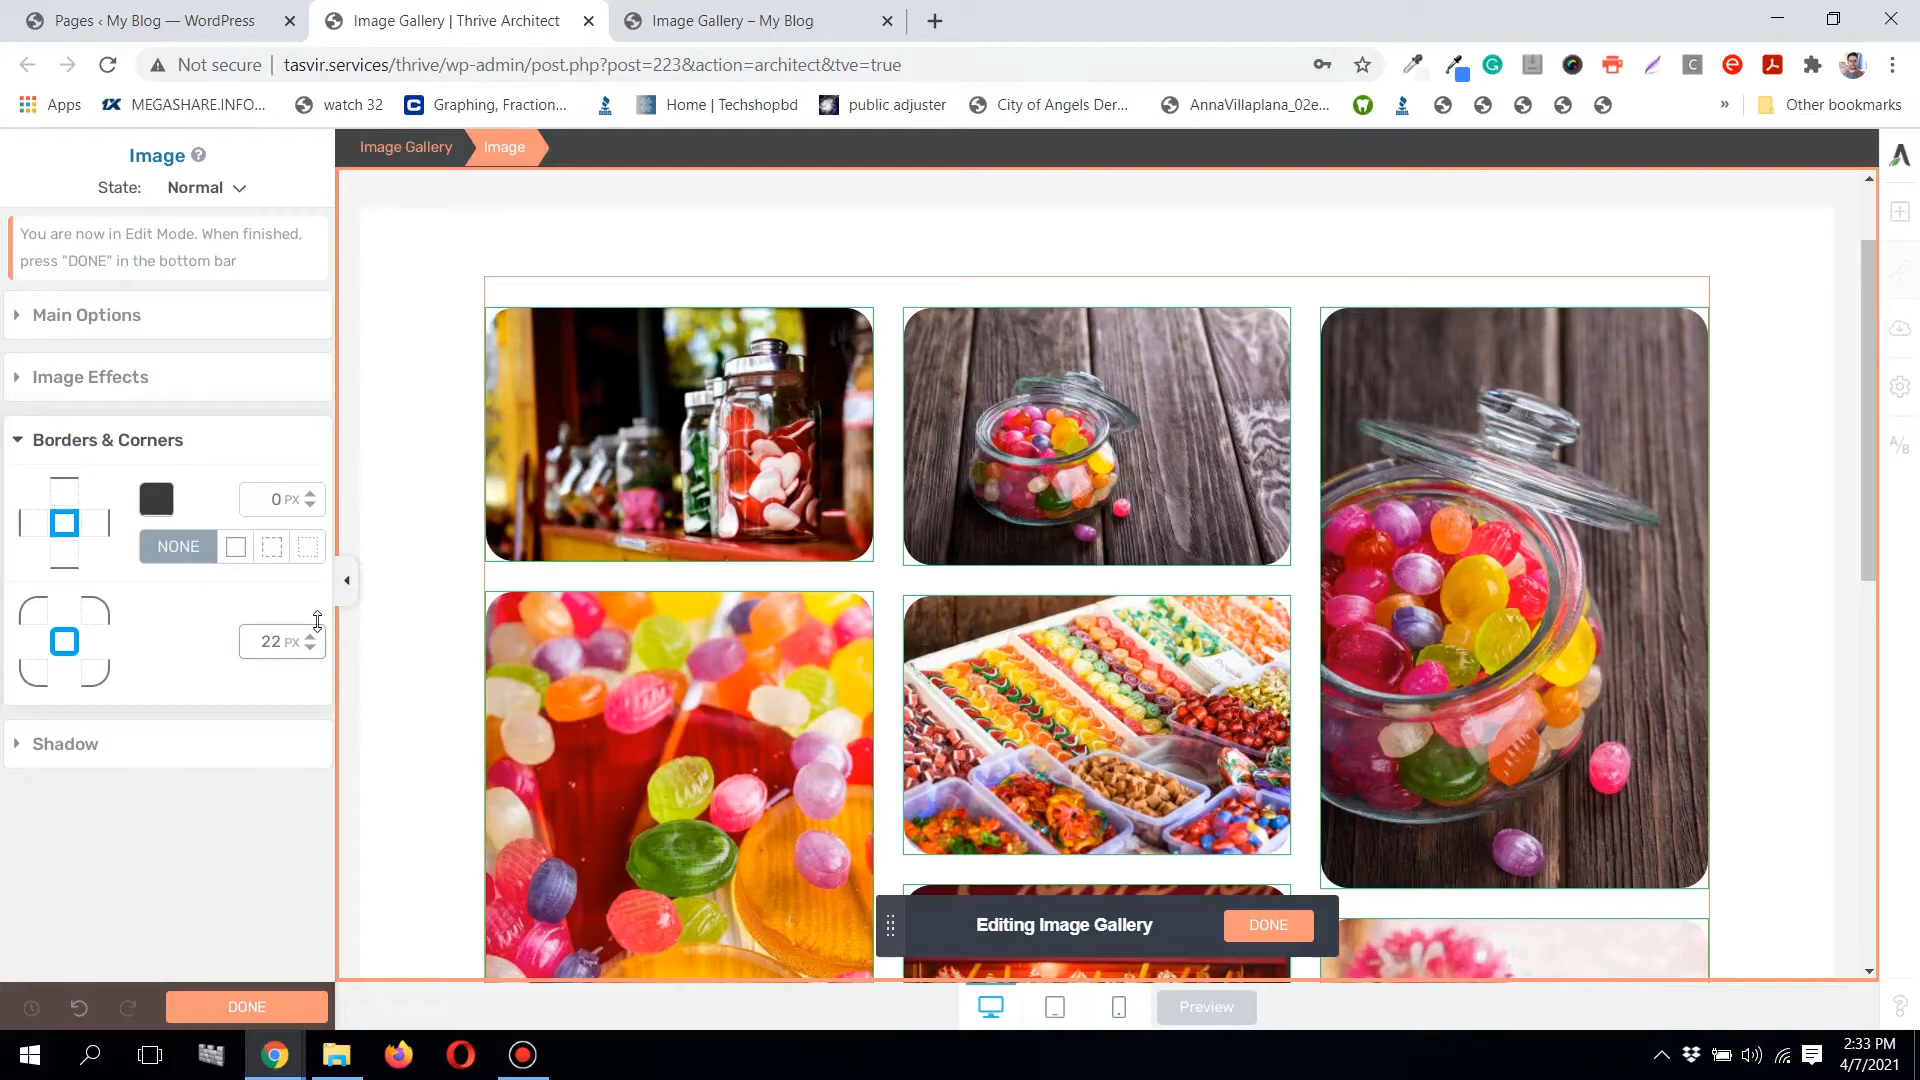 Pages ‹ My Blog — WordPress
Image Gallery | Thrive Architect
Image Gallery – My Blog
Not secure
tasvir.services/thrive/wp-admin/post.php?post=223&action=architect&tve=true
Apps
MEGASHARE.INFO...
watch 32
Graphing, Fraction...
Home | Techshopbd
public adjuster
City of Angels Der...
AnnaVillaplana_02e...
»
Other bookmarks
Image
State: Normal
Image Gallery
Image
You are now in Edit Mode. When finished,
press "DONE" in the bottom bar
Main Options
Image Effects
Borders & Corners
0 PX
NONE
22 PX
Shadow
A/B
Editing Image Gallery
DONE
DONE
Preview
2:33 PM
4/7/2021